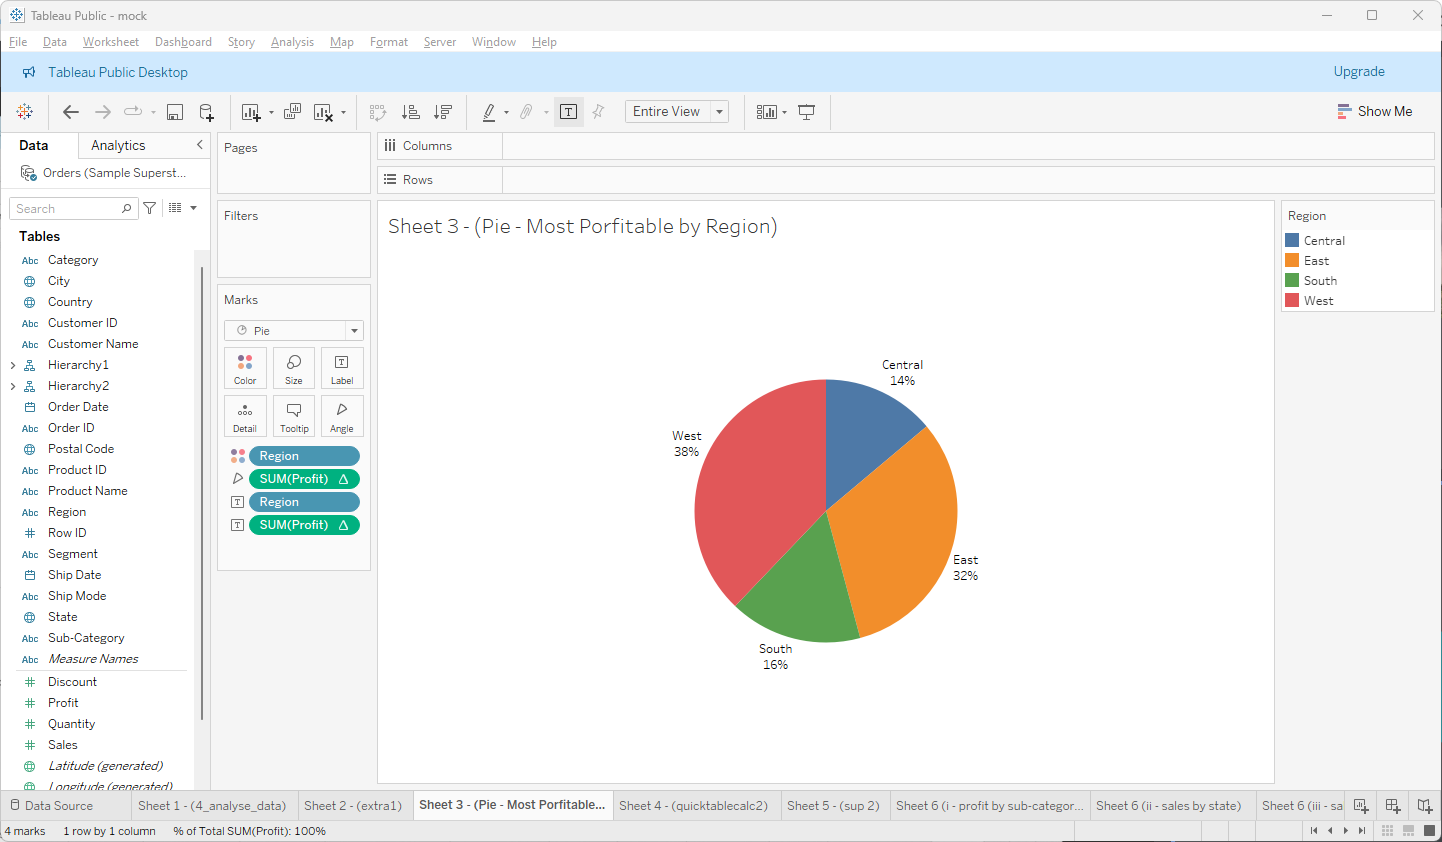 Tableau Public - mock
File Data Worksheet Dashboard Story Analysis Map Format Server Window Help
Tableau Public Desktop Upgrade
Entire View Show Me
Data Analytics
Orders (Sample Superst...
Search
Tables
Abc Category
City
Country
Abc Customer ID
Abc Customer Name
Hierarchy1
Hierarchy2
Order Date
Abc Order ID
Postal Code
Abc Product ID
Abc Product Name
Abc Region
Row ID
Abc Segment
Ship Date
Abc Ship Mode
State
Abc Sub-Category
Abc Measure Names
Discount
Profit
Quantity
Sales
Latitude (generated)
Longitude (generated)
Pages
Filters
Marks
Pie
Color Size T Label
Detail Tooltip Angle
Region
SUM(Profit) Δ
T Region
T SUM(Profit) Δ
Columns
Rows
Sheet 3 - (Pie - Most Porfitable by Region)
Central
14%
West
38%
East
32%
South
16%
Region
Central
East
South
West
Data Source Sheet 1 - (4_analyse_data) Sheet 2 - (extra1) Sheet 3 - (Pie - Most Porfitable... Sheet 4 - (quicktablecalc2) Sheet 5 - (sup 2) Sheet 6 (i - profit by sub-categor... Sheet 6 (ii - sales by state) Sheet 6 (iii - sa
4 marks 1 row by 1 column % of Total SUM(Profit): 100%